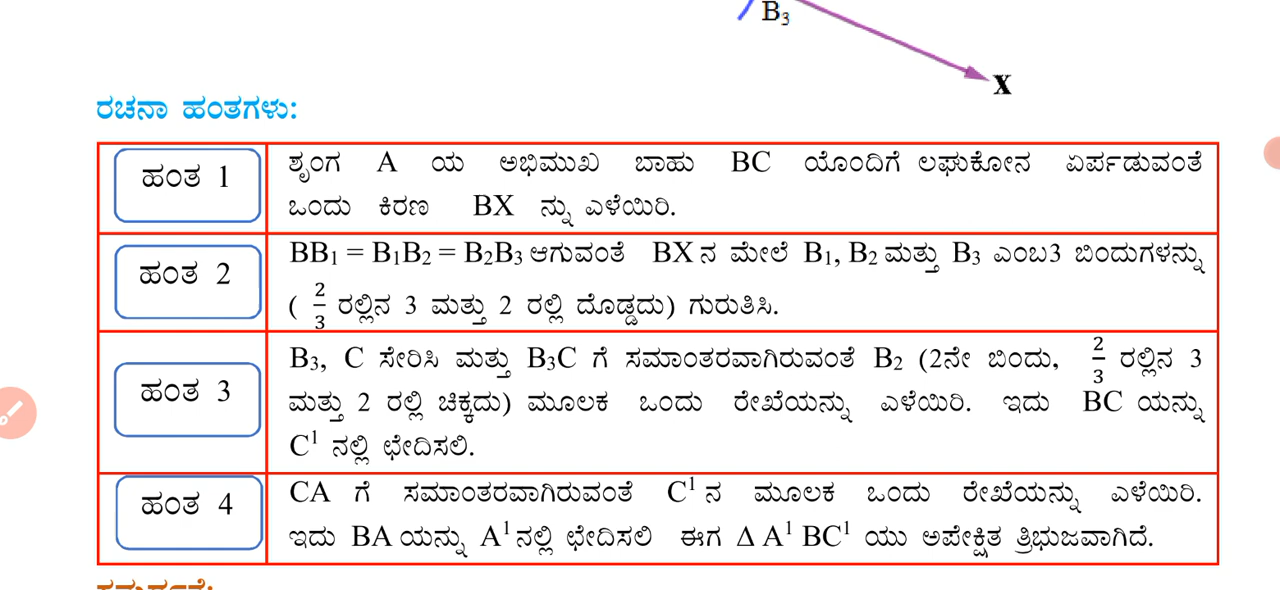 B₃
X
ರಚನಾ ಹಂತಗಳು:
ಹಂತ 1
ಶೃಂಗ A ಯ ಅಭಿಮುಖ ಬಾಹು BC ಯೊಂದಿಗೆ ಲಘುಕೋನ ಏರ್ಪಡುವಂತೆ
ಒಂದು ಕಿರಣ BX ನ್ನು ಎಳೆಯಿರಿ.
ಹಂತ 2
BB₁ = B₁B₂ = B₂B₃ ಆಗುವಂತೆ BX ನ ಮೇಲೆ B₁, B₂ ಮತ್ತು B₃ ಎಂಬ3 ಬಿಂದುಗಳನ್ನು
( 2/3 ರಲ್ಲಿನ 3 ಮತ್ತು 2 ರಲ್ಲಿ ದೊಡ್ಡದು) ಗುರುತಿಸಿ.
ಹಂತ 3
B₃, C ಸೇರಿಸಿ ಮತ್ತು B₃C ಗೆ ಸಮಾಂತರವಾಗಿರುವಂತೆ B₂ (2ನೇ ಬಿಂದು, 2/3 ರಲ್ಲಿನ 3
ಮತ್ತು 2 ರಲ್ಲಿ ಚಿಕ್ಕದು) ಮೂಲಕ ಒಂದು ರೇಖೆಯನ್ನು ಎಳೆಯಿರಿ. ಇದು BC ಯನ್ನು
C¹ ನಲ್ಲಿ ಛೇದಿಸಲಿ.
ಹಂತ 4
CA ಗೆ ಸಮಾಂತರವಾಗಿರುವಂತೆ C¹ ನ ಮೂಲಕ ಒಂದು ರೇಖೆಯನ್ನು ಎಳೆಯಿರಿ.
ಇದು BA ಯನ್ನು A¹ ನಲ್ಲಿ ಛೇದಿಸಲಿ ಈಗ Δ A¹ BC¹ ಯು ಅಪೇಕ್ಷಿತ ತ್ರಿಭುಜವಾಗಿದೆ.